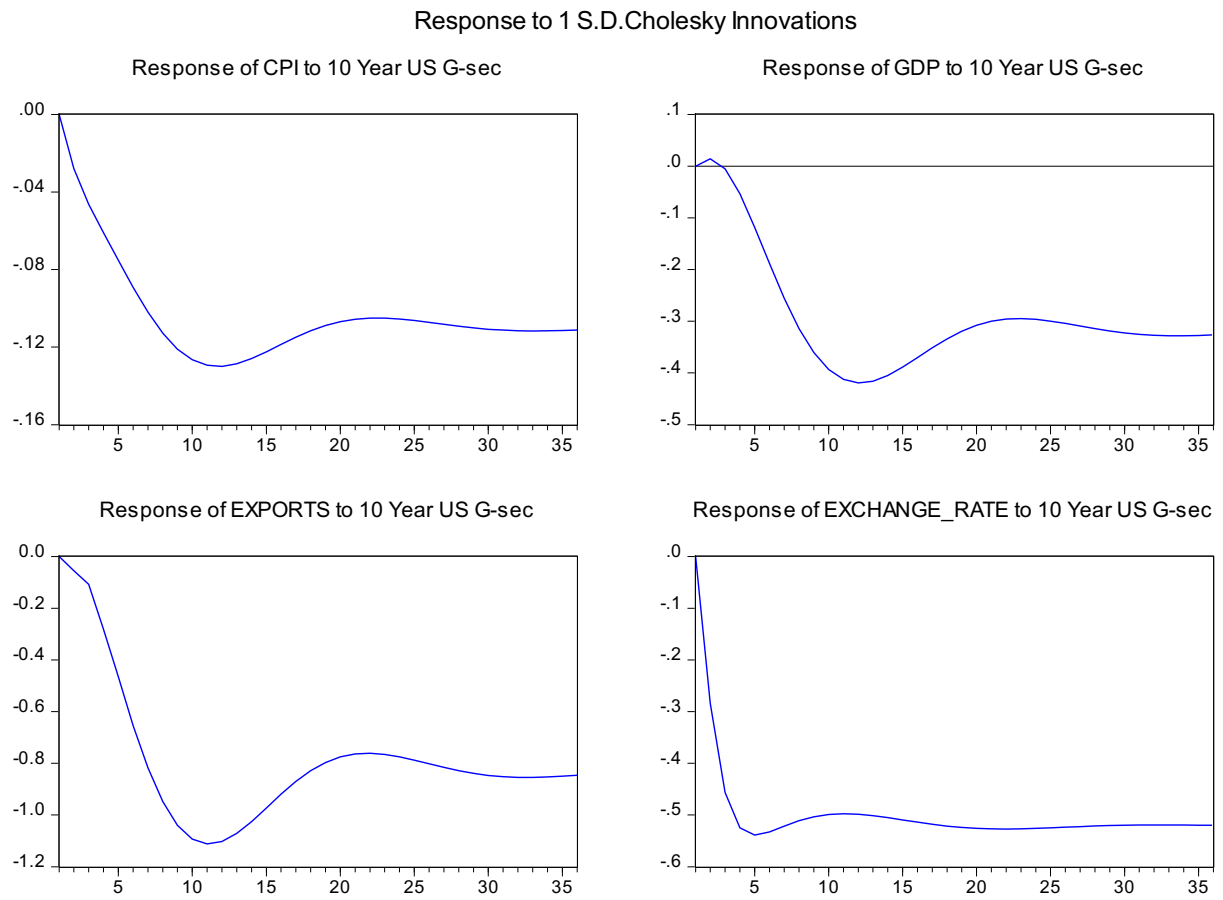 Response to 1 S.D.Cholesky Innovations
Response of CPI to 10 Year US G-sec
.00
-.04
-.08
-.12
-.16
5 10 15 20 25 30 35
Response of GDP to 10 Year US G-sec
.1
.0
-.1
-.2
-.3
-.4
-.5
5 10 15 20 25 30 35
Response of EXPORTS to 10 Year US G-sec
0.0
-0.2
-0.4
-0.6
-0.8
-1.0
-1.2
5 10 15 20 25 30 35
Response of EXCHANGE_RATE to 10 Year US G-sec
.0
-.1
-.2
-.3
-.4
-.5
-.6
5 10 15 20 25 30 35